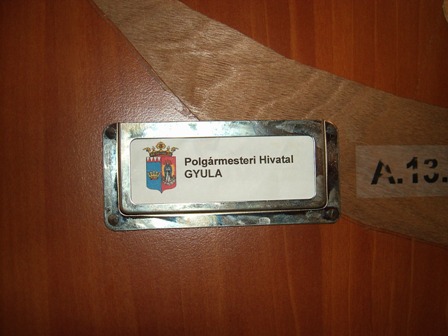 Polgármesteri Hivatal
GYULA
A.13.